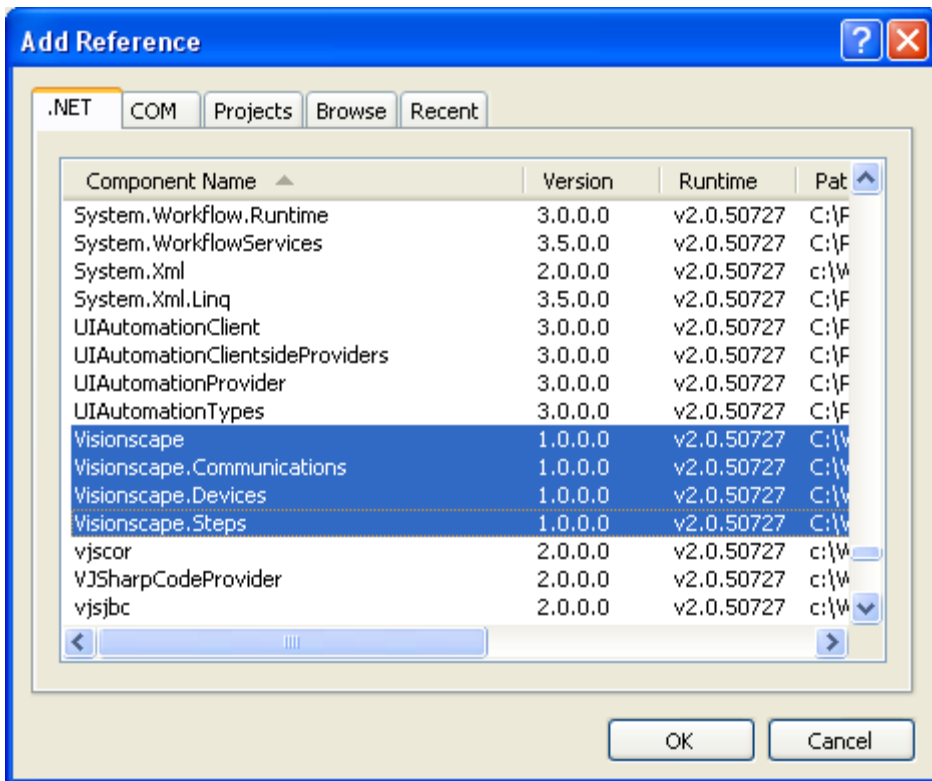 Add Reference
.NET COM Projects Browse Recent
Component Name Version Runtime Pat
System.Workflow.Runtime 3.0.0.0 v2.0.50727 C:\F
System.WorkflowServices 3.5.0.0 v2.0.50727 C:\F
System.Xml 2.0.0.0 v2.0.50727 c:\W
System.Xml.Linq 3.5.0.0 v2.0.50727 C:\F
UIAutomationClient 3.0.0.0 v2.0.50727 C:\F
UIAutomationClientsideProviders 3.0.0.0 v2.0.50727 C:\F
UIAutomationProvider 3.0.0.0 v2.0.50727 C:\F
UIAutomationTypes 3.0.0.0 v2.0.50727 C:\F
Visionscape 1.0.0.0 v2.0.50727 C:\V
Visionscape.Communications 1.0.0.0 v2.0.50727 C:\V
Visionscape.Devices 1.0.0.0 v2.0.50727 C:\V
Visionscape.Steps 1.0.0.0 v2.0.50727 C:\V
vjscor 2.0.0.0 v2.0.50727 c:\W
VJSharpCodeProvider 2.0.0.0 v2.0.50727 c:\W
vjsjbc 2.0.0.0 v2.0.50727 c:\W
OK Cancel